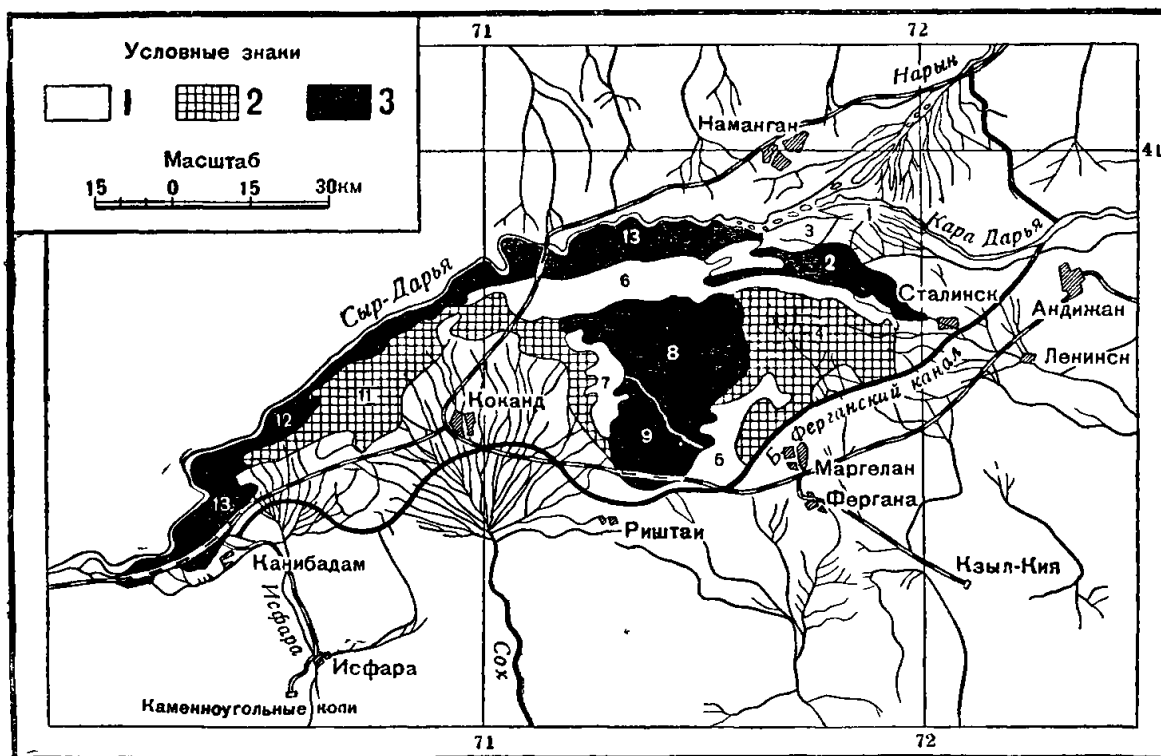 71
72
Условные знаки
1
2
3
Масштаб
15 0 15 30км
Нарын
Наманган
41
1
3
Кара Дарья
13
2
6
Сыр-Дарья
Сталинск
Андижан
4
8
Ленинск
7
11
Коканд
Б. Ферганский канал
12
9
5
Маргелан
13
Фергана
Риштан
Канибадам
Кзыл-Кия
Исфара
Сох
Исфара
Каменноугольные копи
71
72